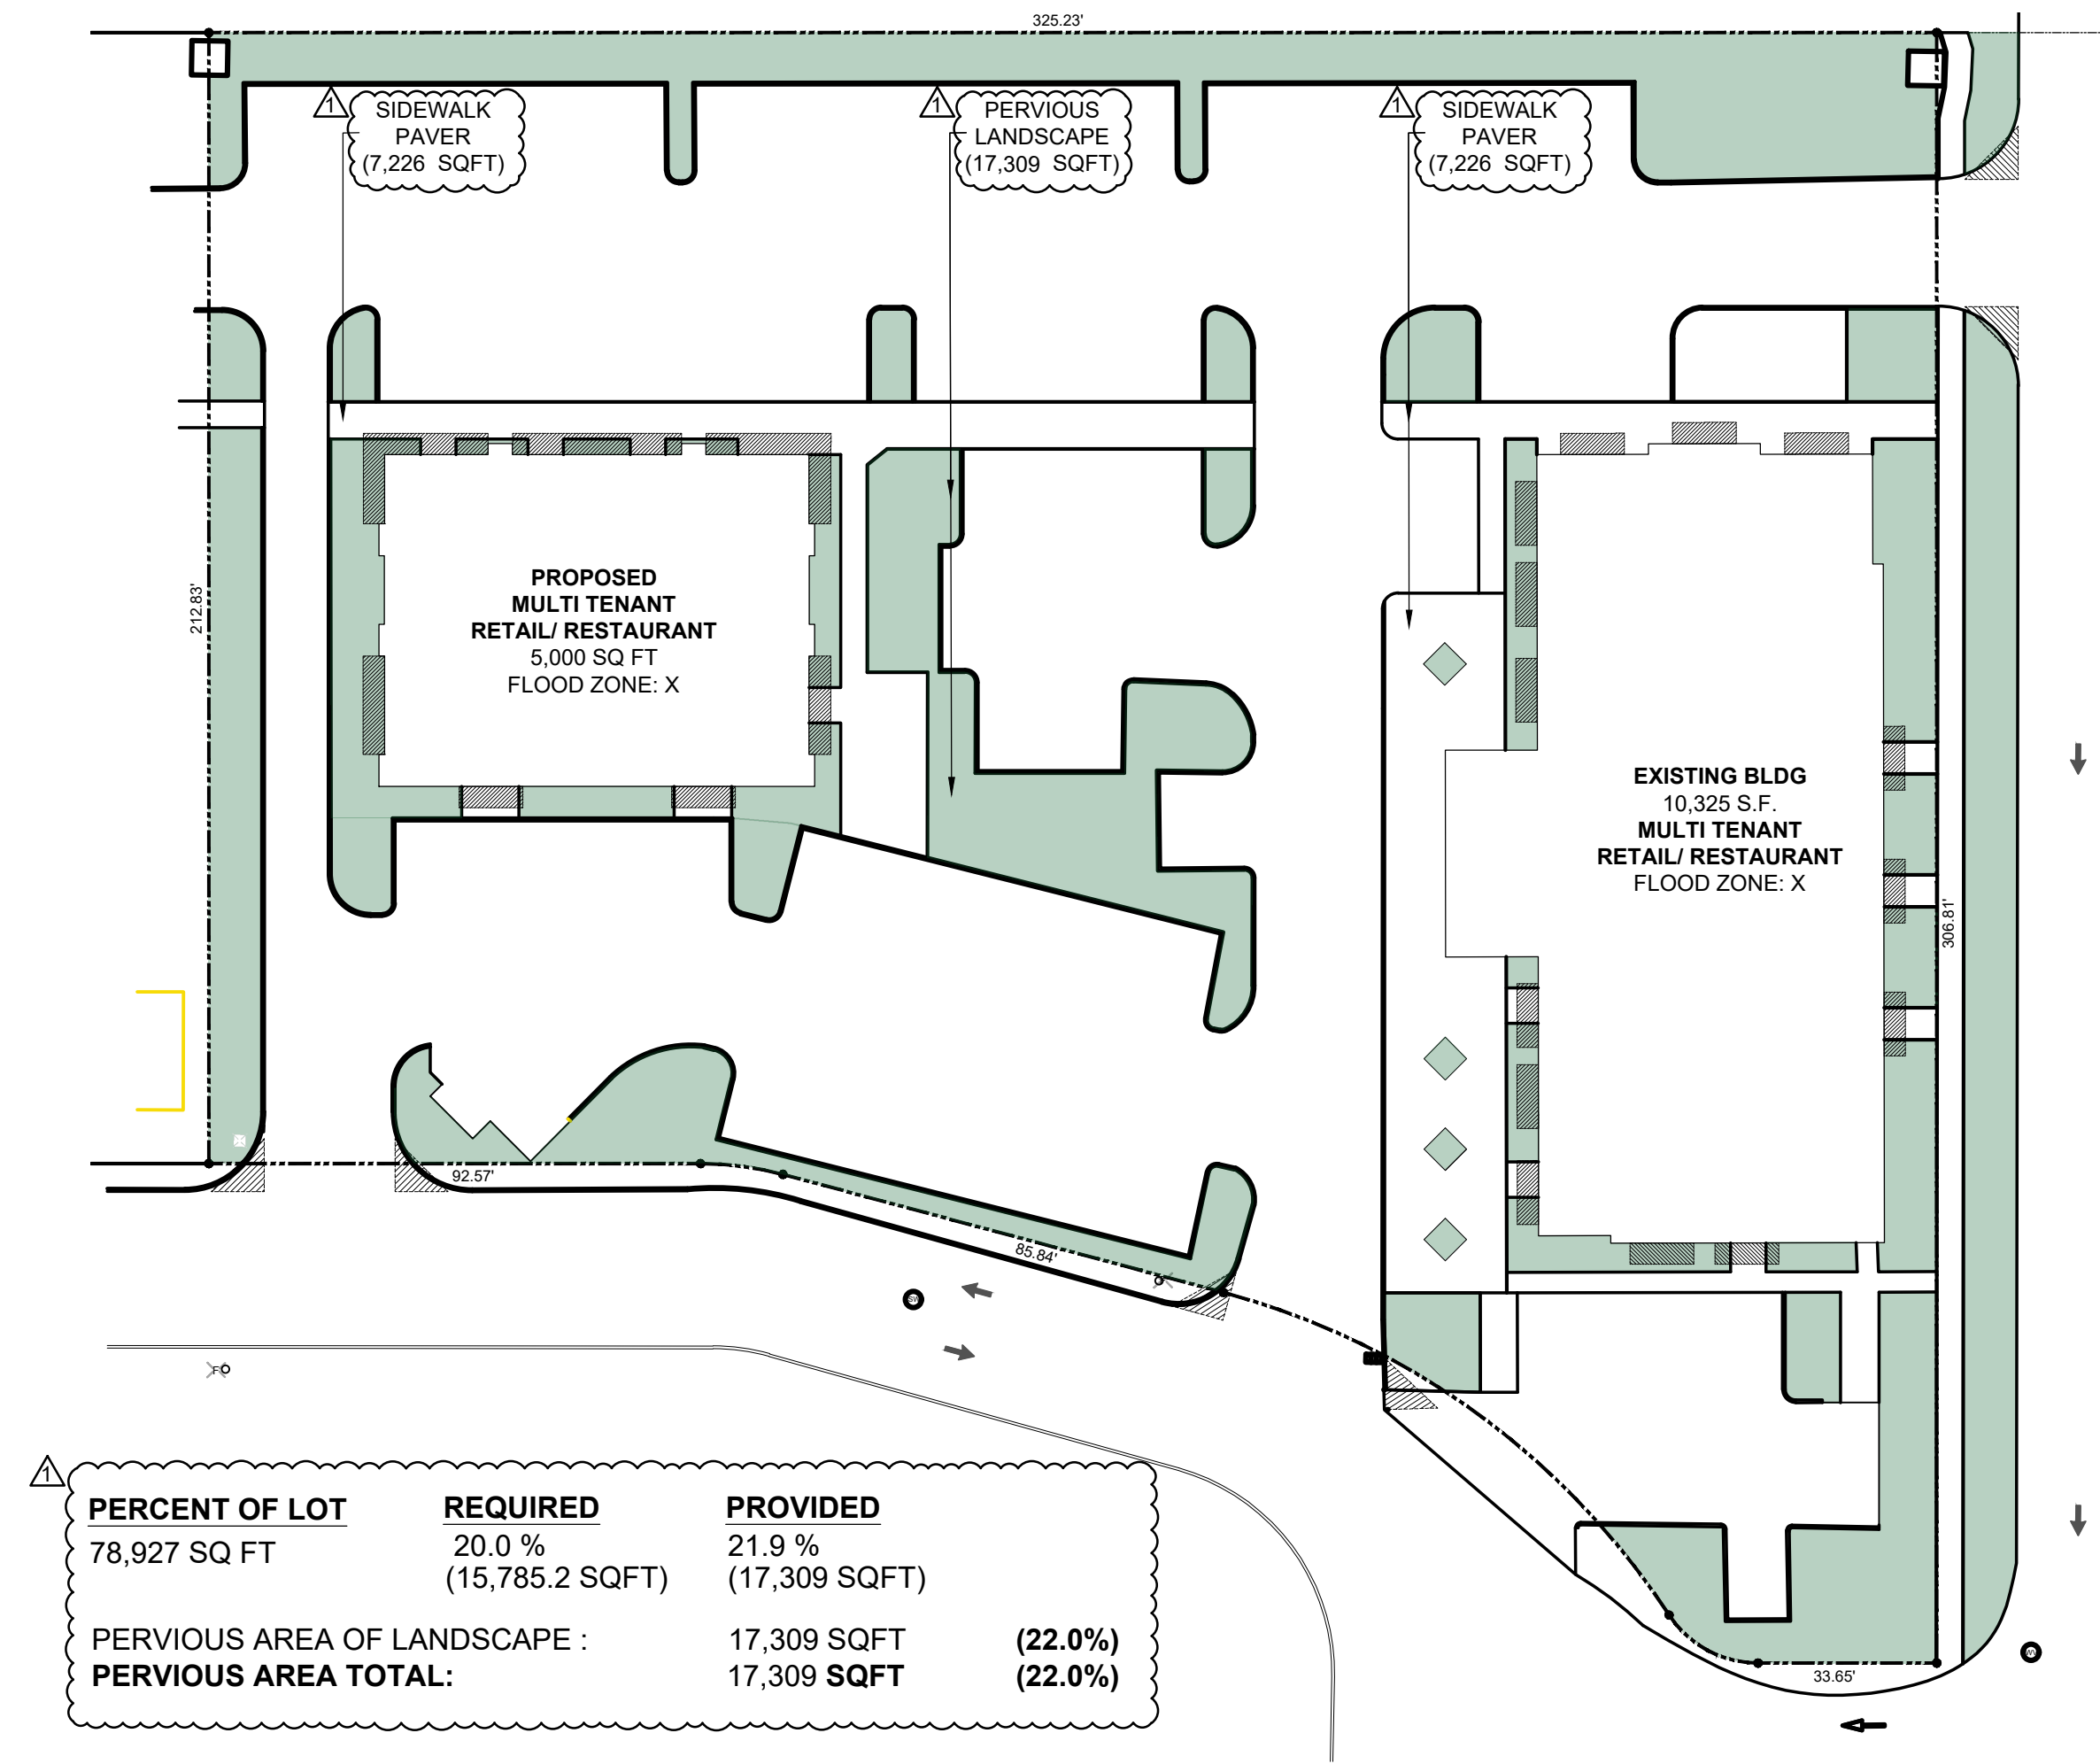 325.23'
1
SIDEWALK
PAVER
(7,226 SQFT)
1
PERVIOUS
LANDSCAPE
(17,309 SQFT)
1
SIDEWALK
PAVER
(7,226 SQFT)
212.83'
PROPOSED
MULTI TENANT
RETAIL/ RESTAURANT
5,000 SQ FT
FLOOD ZONE: X
EXISTING BLDG
10,325 S.F.
MULTI TENANT
RETAIL/ RESTAURANT
FLOOD ZONE: X
306.81'
92.57'
85.84'
33.65'
1
PERCENT OF LOT REQUIRED PROVIDED
78,927 SQ FT 20.0 % 21.9 %
(15,785.2 SQFT) (17,309 SQFT)
PERVIOUS AREA OF LANDSCAPE : 17,309 SQFT (22.0%)
PERVIOUS AREA TOTAL: 17,309 SQFT (22.0%)